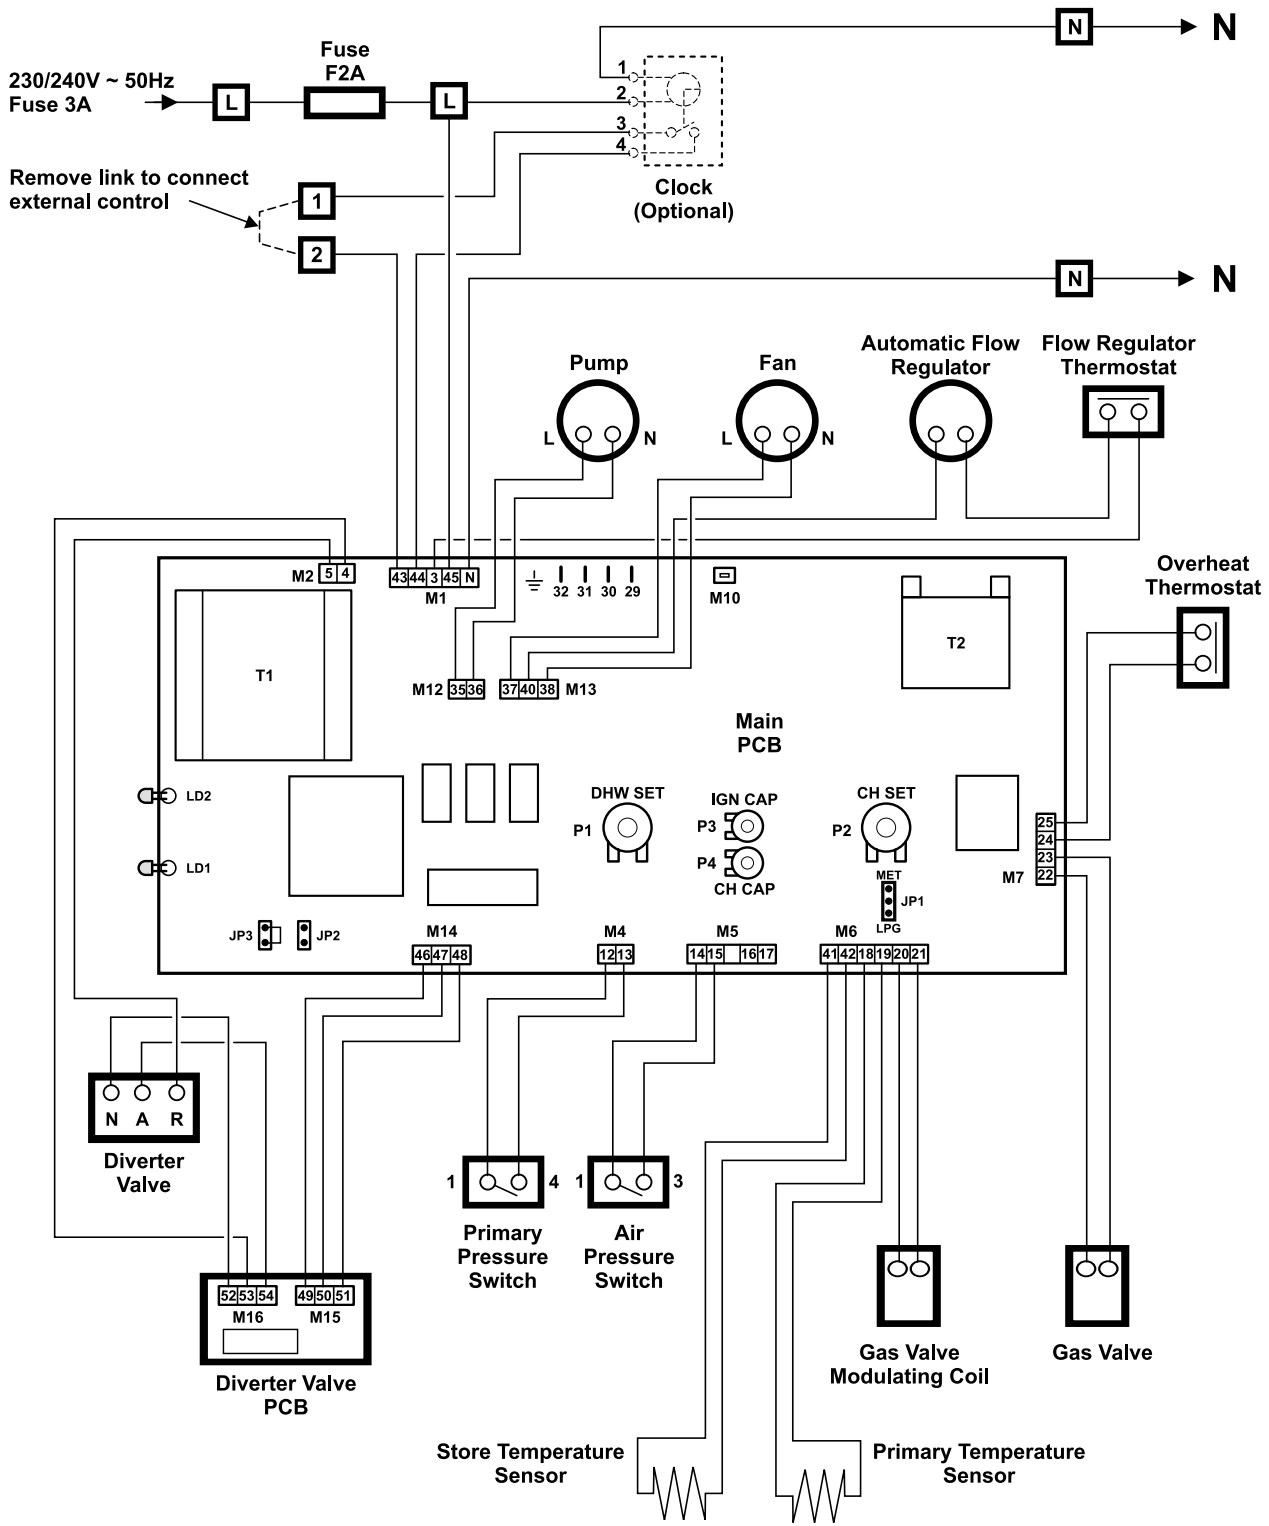 N
N
Fuse
F2A
230/240V ~ 50Hz
Fuse 3A
L
L
1
2
3
4
Clock
(Optional)
Remove link to connect
external control
1
2
N
N
Pump
L
N
Fan
L
N
Automatic Flow
Regulator
Flow Regulator
Thermostat
Overheat
Thermostat
M2
5 4
43 44 3 45 N
M1
32 31 30 29
M10
T1
T2
M12
35 36
37 40 38
M13
Main
PCB
LD2
LD1
DHW SET
P1
IGN CAP
P3
P4
CH CAP
CH SET
P2
MET
JP1
LPG
25
24
23
22
M7
JP3
JP2
M14
46 47 48
M4
12 13
M5
14 15 16 17
M6
41 42 18 19 20 21
N A R
Diverter
Valve
1
4
Primary
Pressure
Switch
1
3
Air
Pressure
Switch
52 53 54
M16
49 50 51
M15
Diverter Valve
PCB
Gas Valve
Modulating Coil
Gas Valve
Store Temperature
Sensor
Primary Temperature
Sensor